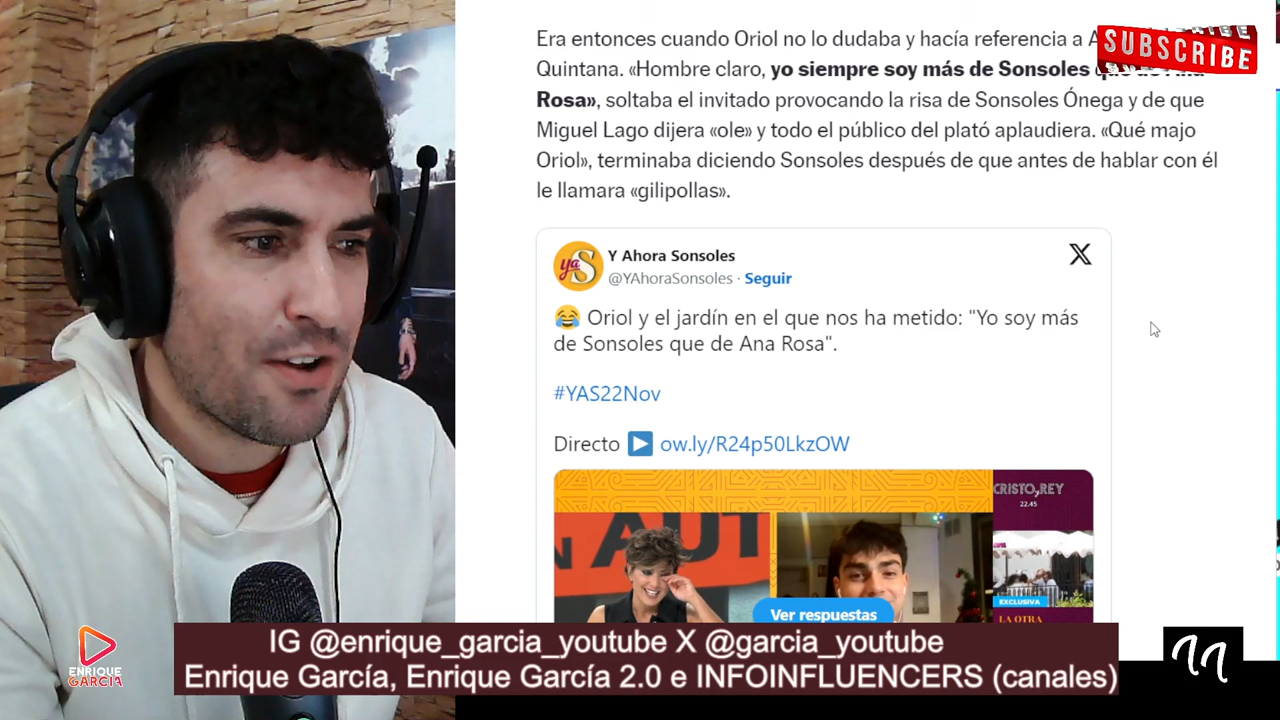 Era entonces cuando Oriol no lo dudaba y hacía referencia a
Quintana. «Hombre claro, yo siempre soy más de Sonsoles
Rosa», soltaba el invitado provocando la risa de Sonsoles Ónega y de que
Miguel Lago dijera «ole» y todo el público del plató aplaudiera. «Qué majo
Oriol», terminaba diciendo Sonsoles después de que antes de hablar con él
le llamara «gilipollas».
SUBSCRIBE
yaS
Y Ahora Sonsoles
@YAhoraSonsoles · Seguir
😂 Oriol y el jardín en el que nos ha metido: "Yo soy más
de Sonsoles que de Ana Rosa".
#YAS22Nov
Directo ▶ ow.ly/R24p50LkzOW
CRISTO Y REY
22.45
AUT
EXCLUSIVA
LA OTRA
Ver respuestas
IG @enrique_garcia_youtube X @garcia_youtube
Enrique García, Enrique García 2.0 e INFOINFLUENCERS (canales)
ENRIQUE
GARCÍA